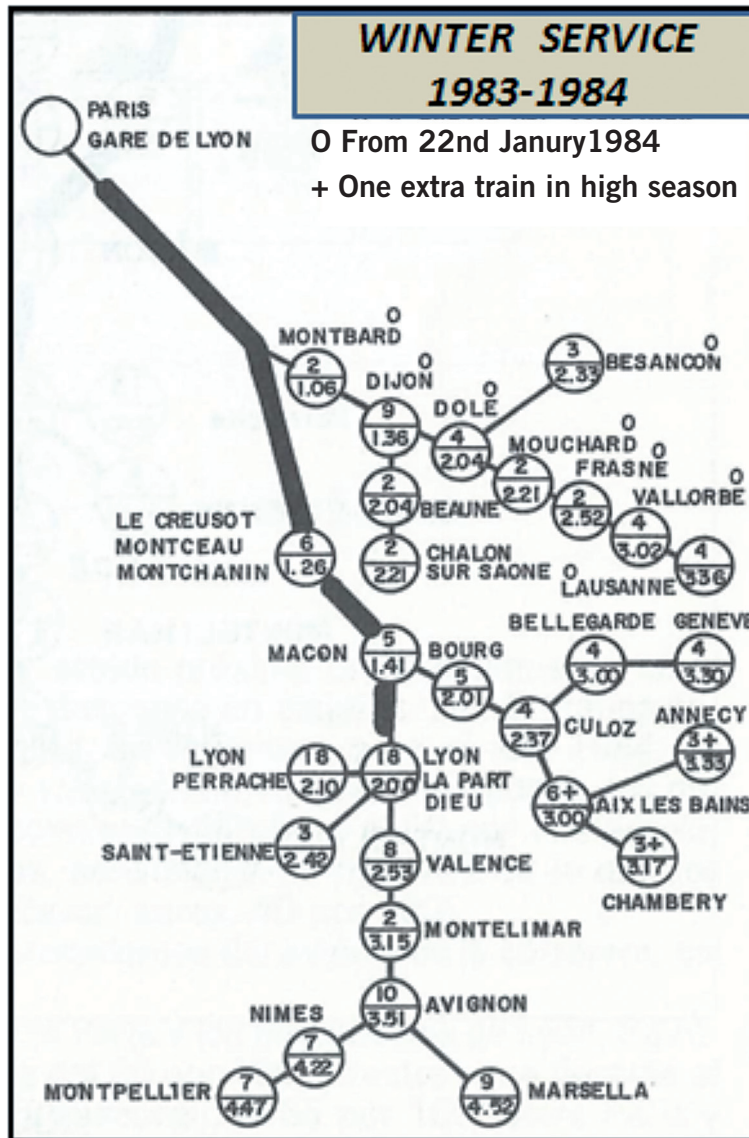 WINTER SERVICE
1983-1984
O From 22nd Janury1984
+ One extra train in high season
PARIS
GARE DE LYON
MONTBARD O
2
1.06
DIJON O
9
1.36
DOLE O
4
2.04
BESANCON O
3
2.33
MOUCHARD O
2
2.21
FRASNE O
2
2.52
VALLORBE O
4
3.02
LAUSANNE O
4
3.36
BEAUNE
2
2.04
CHALON
SUR SAONE
2
2.21
LE CREUSOT
MONTCEAU
MONTCHANIN
6
1.26
MACON
5
1.41
BOURG
5
2.01
CULOZ
4
2.37
BELLEGARDE
4
3.00
GENEVE
4
3.30
ANNECY
3+
3.33
AIX LES BAINS
6+
3.00
CHAMBERY
3+
3.17
LYON
PERRACHE
18
2.10
LYON
LA PART
DIEU
18
2.00
SAINT-ETIENNE
3
2.42
VALENCE
8
2.53
MONTELIMAR
2
3.15
AVIGNON
10
3.51
NIMES
7
4.22
MONTPELLIER
7
4.47
MARSELLA
9
4.52